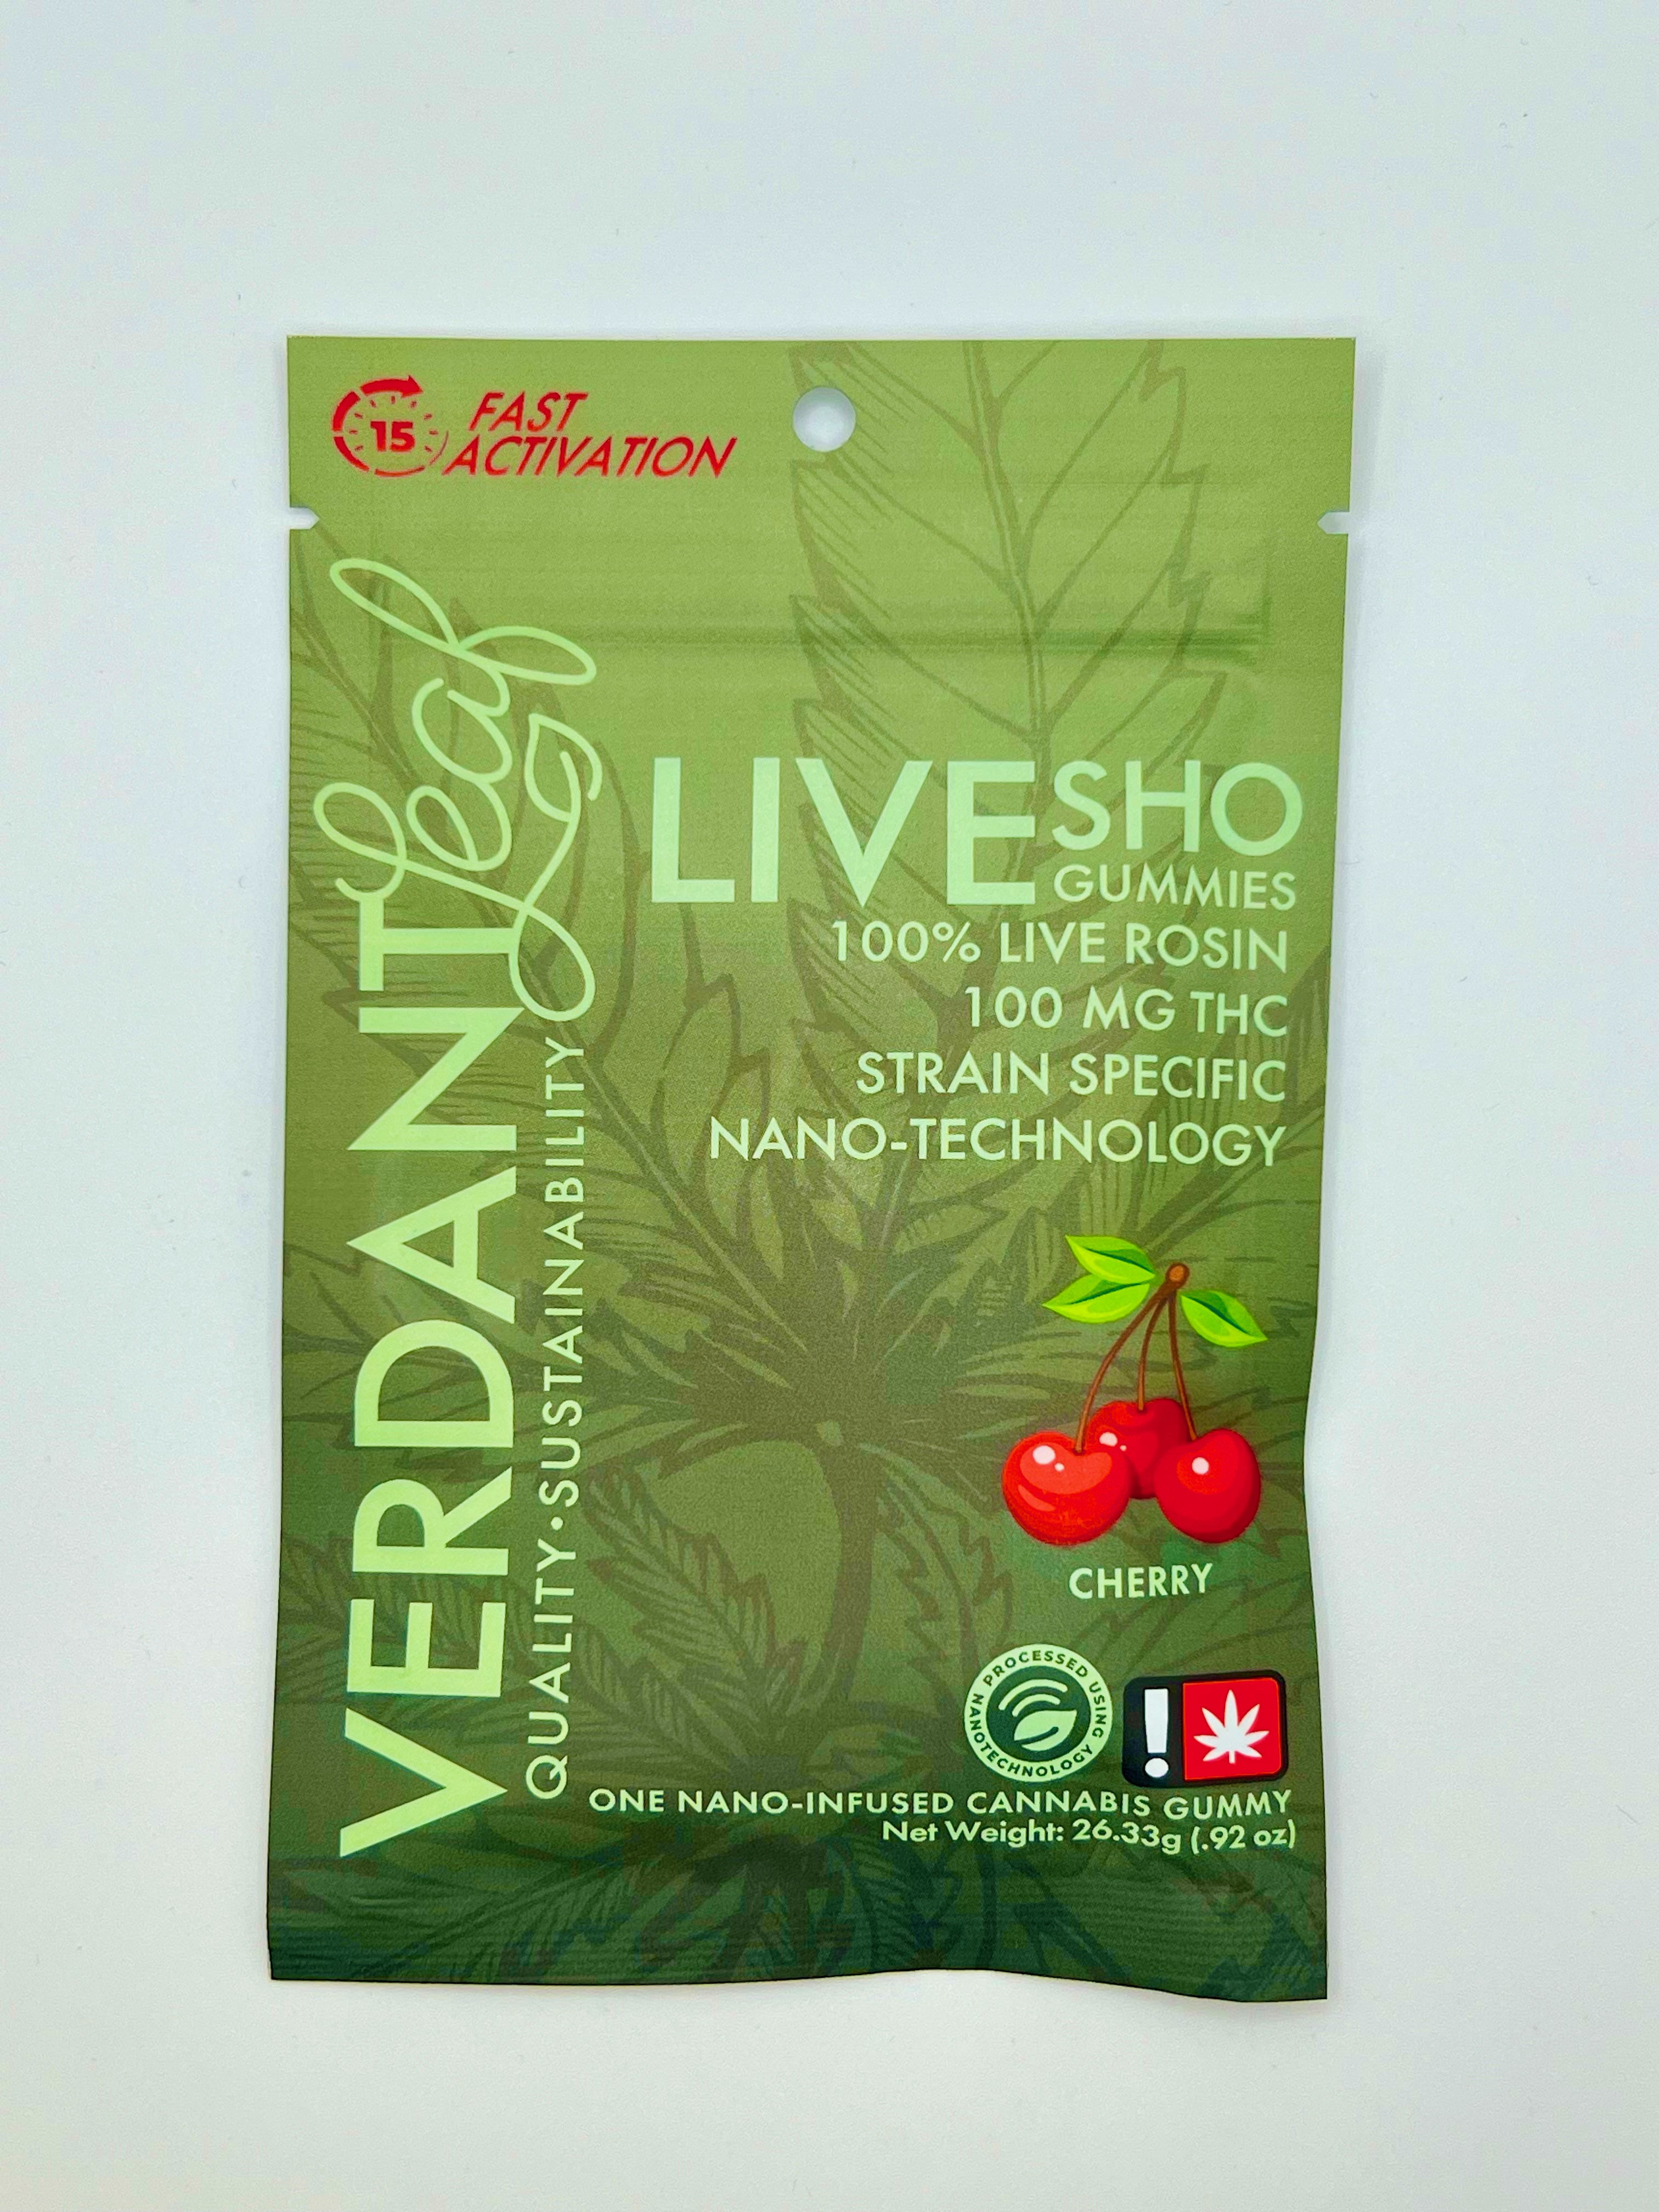 15
FAST
ACTIVATION
VERDANT Leaf
QUALITY•SUSTAINABILITY
LIVE SHO
GUMMIES
100% LIVE ROSIN
100 MG THC
STRAIN SPECIFIC
NANO-TECHNOLOGY
CHERRY
PROCESSED USING NANOTECHNOLOGY
!
ONE NANO-INFUSED CANNABIS GUMMY
Net Weight: 26.33g (.92 oz)